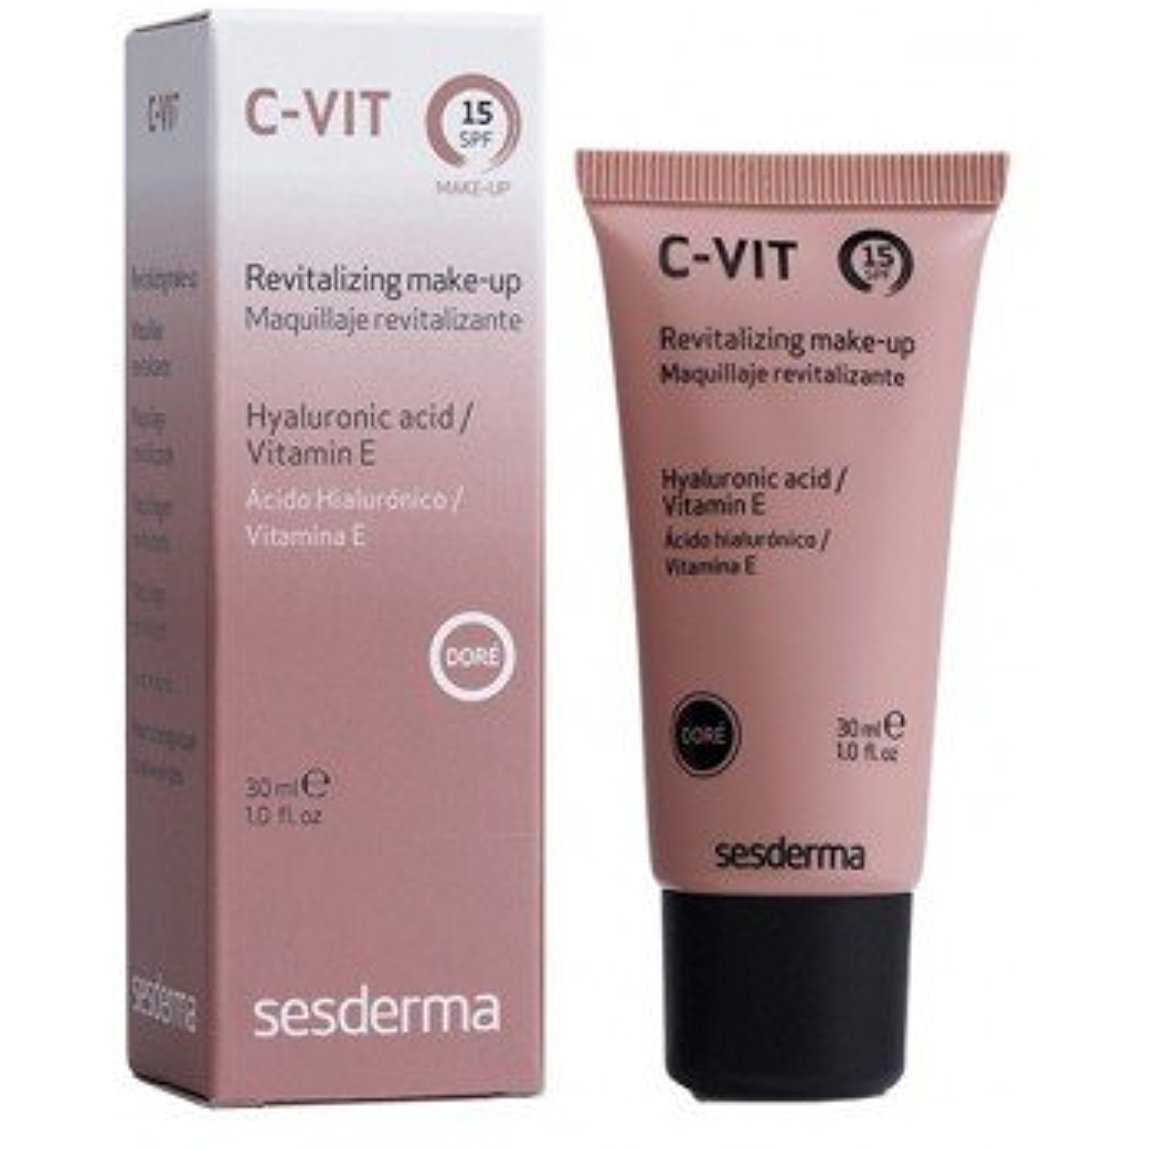 C-VIT
C-VIT
15
SPF
MAKE-UP
Revitalizing make-up
Maquillaje revitalizante
Hyaluronic acid /
Vitamin E
Ácido Hialurónico /
Vitamina E
DORÉ
30 ml e
1.0 fl. oz
sesderma
sesderma
C-VIT
15
SPF
Revitalizing make-up
Maquillaje revitalizante
Hyaluronic acid /
Vitamin E
Ácido hialurónico /
Vitamina E
DORÉ
30 ml e
1.0 fl. oz
sesderma